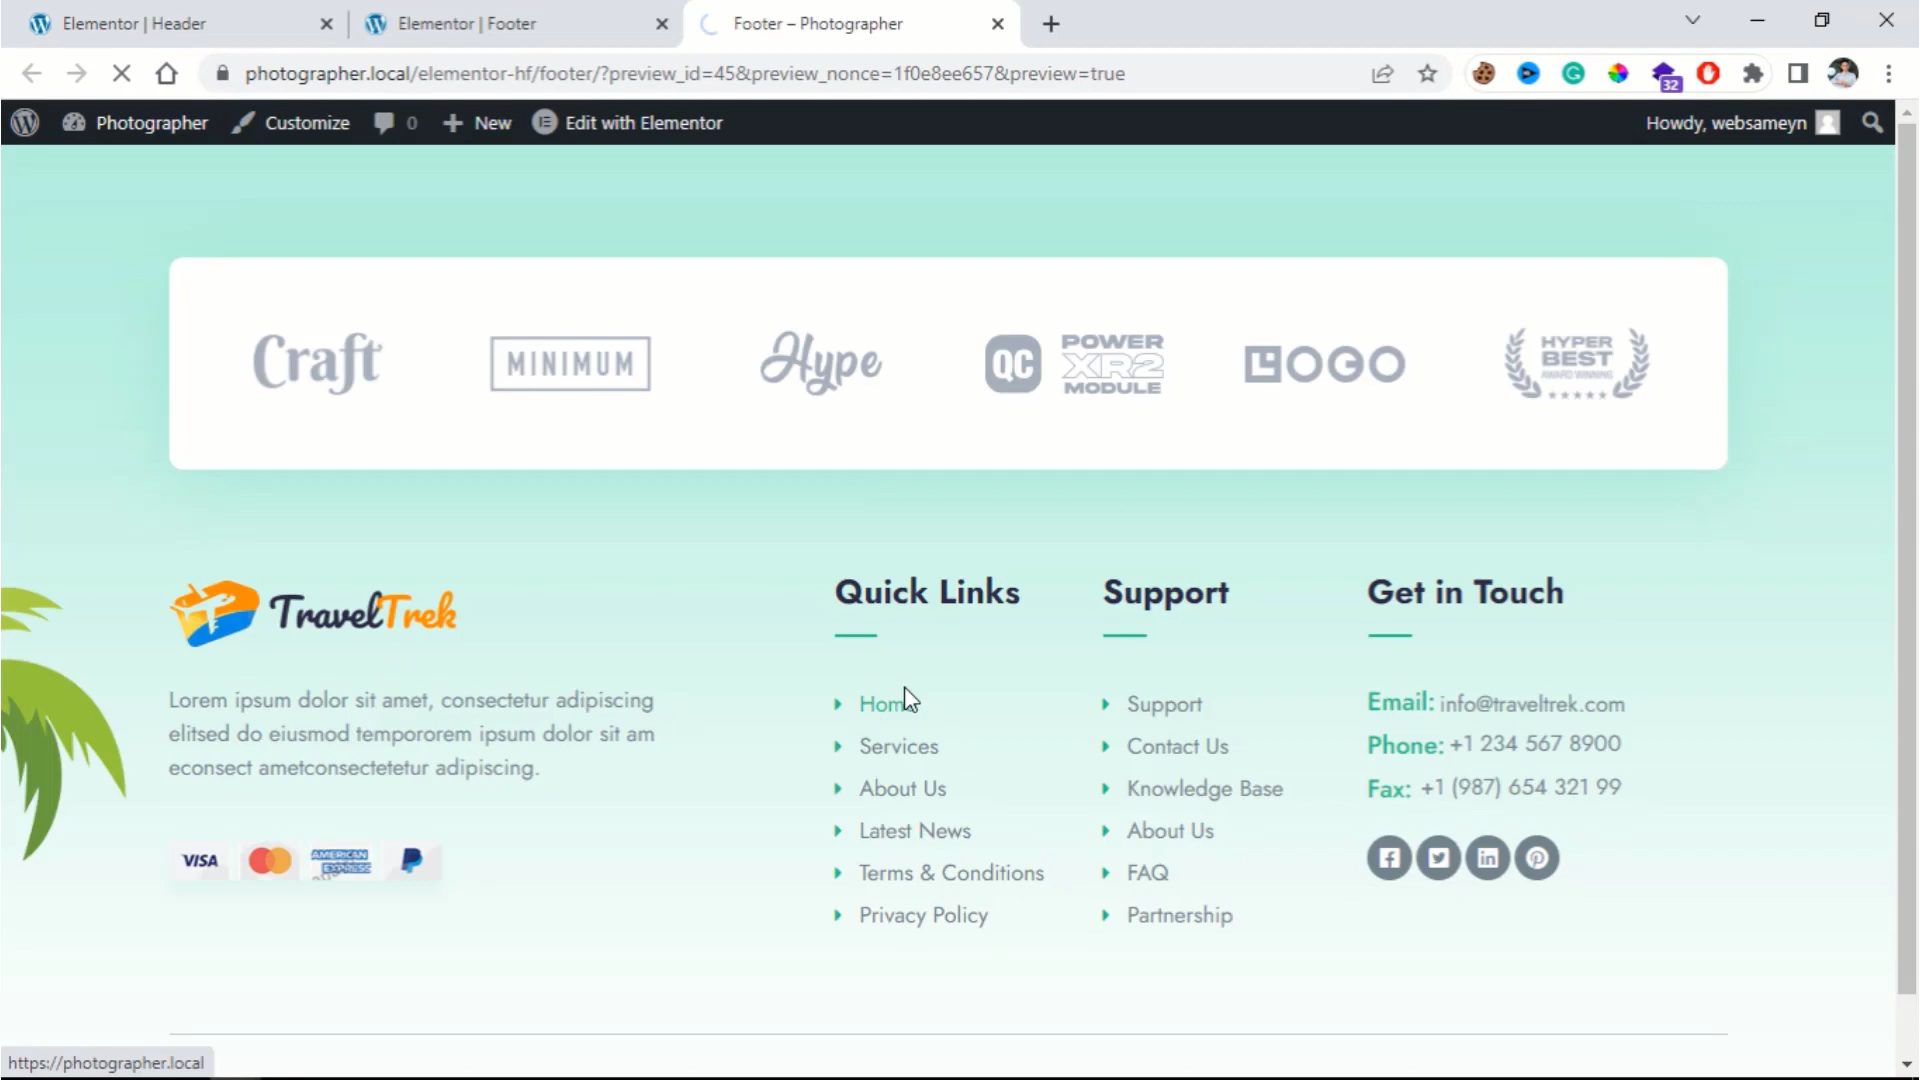 Elementor | Header
Elementor | Footer
Footer – Photographer
photographer.local/elementor-hf/footer/?preview_id=45&preview_nonce=1f0e8ee657&preview=true
32
Photographer
Customize
0
New
Edit with Elementor
Howdy, websameyn
Craft
MINIMUM
Hype
QC
POWER
XR2
MODULE
LOGO
HYPER
BEST
AWARD WINNING
TravelTrek
Lorem ipsum dolor sit amet, consectetur adipiscing
elitsed do eiusmod tempororem ipsum dolor sit am
econsect ametconsectetetur adipiscing.
VISA
AMERICAN
EXPRESS
Quick Links
Home
Services
About Us
Latest News
Terms & Conditions
Privacy Policy
Support
Support
Contact Us
Knowledge Base
About Us
FAQ
Partnership
Get in Touch
Email: info@traveltrek.com
Phone: +1 234 567 8900
Fax: +1 (987) 654 321 99
https://photographer.local